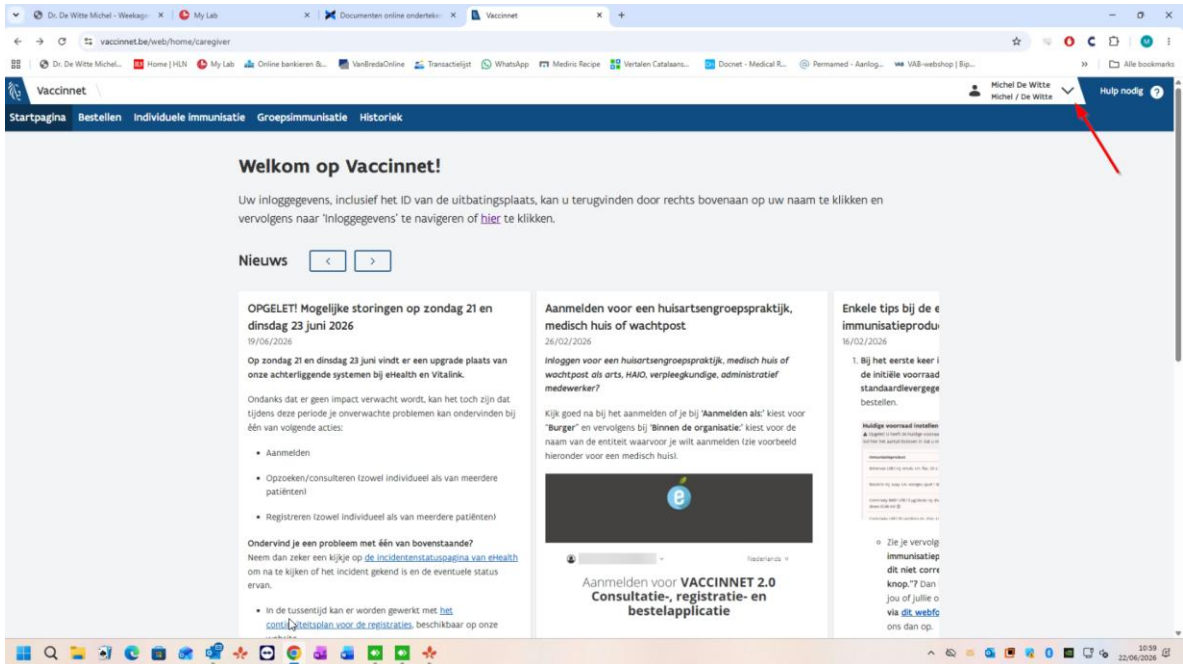 Dr. De Wite Michel - Weekage
My Lab
Documenten online onderteke
Vaccinnet
vaccinnet.be/web/home/caregiver
Dr. De Witte Michel...
Home | HLN
My Lab
Online bankieren &...
VanBredaOnline
Transactielijst
WhatsApp
Mediris Recipe
Vertalen Catalaans...
Docnet - Medical R...
Permamed - Aanlog...
VAB-webshop | Bip...
Alle bookmarks
Vaccinnet
Michel De Witte
Michel / De Witte
Hulp nodig ?
Startpagina Bestellen Individuele immunisatie Groepsimmunisatie Historiek
Welkom op Vaccinnet!
Uw inloggegevens, inclusief het ID van de uitbatingsplaats, kan u terugvinden door rechts bovenaan op uw naam te klikken en
vervolgens naar 'Inloggegevens' te navigeren of hier te klikken.
Nieuws
OPGELET! Mogelijke storingen op zondag 21 en
dinsdag 23 juni 2026
19/06/2026
Op zondag 21 en dinsdag 23 juni vindt er een upgrade plaats van
onze achterliggende systemen bij eHealth en Vitalink.
Ondanks dat er geen impact verwacht wordt, kan het toch zijn dat
tijdens deze periode je onverwachte problemen kan ondervinden bij
één van volgende acties:
• Aanmelden
• Opzoeken/consulteren (zowel individueel als van meerdere
patiënten)
• Registreren (zowel individueel als van meerdere patiënten)
Ondervind je een probleem met één van bovenstaande?
Neem dan zeker een kijkje op de incidentenstatuspagina van eHealth
om na te kijken of het incident gekend is en de eventuele status
ervan.
• In de tussentijd kan er worden gewerkt met het
continuïteitsplan voor de registraties, beschikbaar op onze
website
Aanmelden voor een huisartsengroepspraktijk,
medisch huis of wachtpost
26/02/2026
Inloggen voor een huisartsengroepspraktijk, medisch huis of
wachtpost als arts, HAIO, verpleegkundige, administratief
medewerker?
Kijk goed na bij het aanmelden of je bij 'Aanmelden als:' kiest voor
"Burger" en vervolgens bij 'Binnen de organisatie:' kiest voor de
naam van de entiteit waarvoor je wilt aanmelden (zie voorbeeld
hieronder voor een medisch huis).
Nederlands
Aanmelden voor VACCINNET 2.0
Consultatie-, registratie- en
bestelapplicatie
Enkele tips bij de e
immunisatieprodu
16/02/2026
1. Bij het eerste keer i
de initiële voorraad
standaardlevergege
bestellen.
Huidige voorraad instellen
Zie je vervolg
immunisatiep
dit niet corre
knop."? Dan
jou of jullie o
via dit webfo
ons dan op.
10:59
22/06/2026